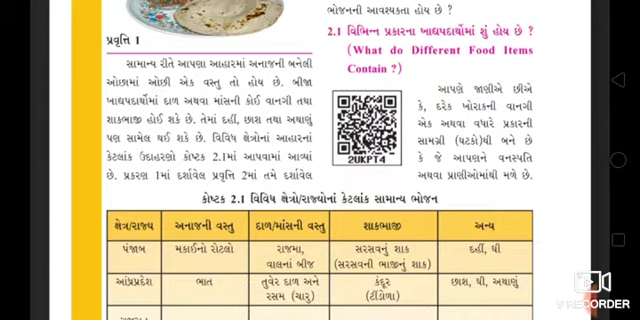 પ્રવૃત્તિ 1
સામાન્ય રીતે આપણા આહારમાં અનાજની બનેલી
ઓછામાં ઓછી એક વસ્તુ તો હોય છે. બીજા
ખાદ્યપદાર્થોમાં દાળ અથવા માંસની કોઈ વાનગી તથા
શાકભાજી હોઈ શકે છે. તેમાં દહીં, છાશ તથા અથાણું
પણ સામેલ થઈ શકે છે. વિવિધ ક્ષેત્રોનાં આહારનાં
કેટલાંક ઉદાહરણો કોષ્ટક 2.1માં આપવામાં આવ્યાં
છે. પ્રકરણ 1માં દર્શાવેલ પ્રવૃત્તિ 2માં તમે દર્શાવેલ
ભોજનની આવશ્યકતા હોય છે ?
2.1 વિભિન્ન પ્રકારના ખાદ્યપદાર્થોમાં શું હોય છે ?
(What do Different Food Items
Contain ?)
આપણે જાણીએ છીએ
કે, દરેક ખોરાકની વાનગી
એક અથવા વધારે પ્રકારની
સામગ્રી (ઘટકો)થી બને છે
કે જે આપણને વનસ્પતિ
અથવા પ્રાણીઓમાંથી મળે છે.
2UKPT4
કોષ્ટક 2.1 વિવિધ ક્ષેત્રો/રાજ્યોનાં કેટલાંક સામાન્ય ભોજન
ક્ષેત્ર/રાજ્ય અનાજની વસ્તુ દાળ/માંસની વસ્તુ શાકભાજી અન્ય
પંજાબ મકાઈનો રોટલો રાજમા, સરસવનું શાક દહીં, ઘી
વાલનાં બીજ (સરસવની ભાજીનું શાક)
આંધ્રપ્રદેશ ભાત તુવેર દાળ અને કંદૂર છાશ, ઘી, અથાણું
રસમ (ચારુ) (ટીંડોળા)
RECORDER